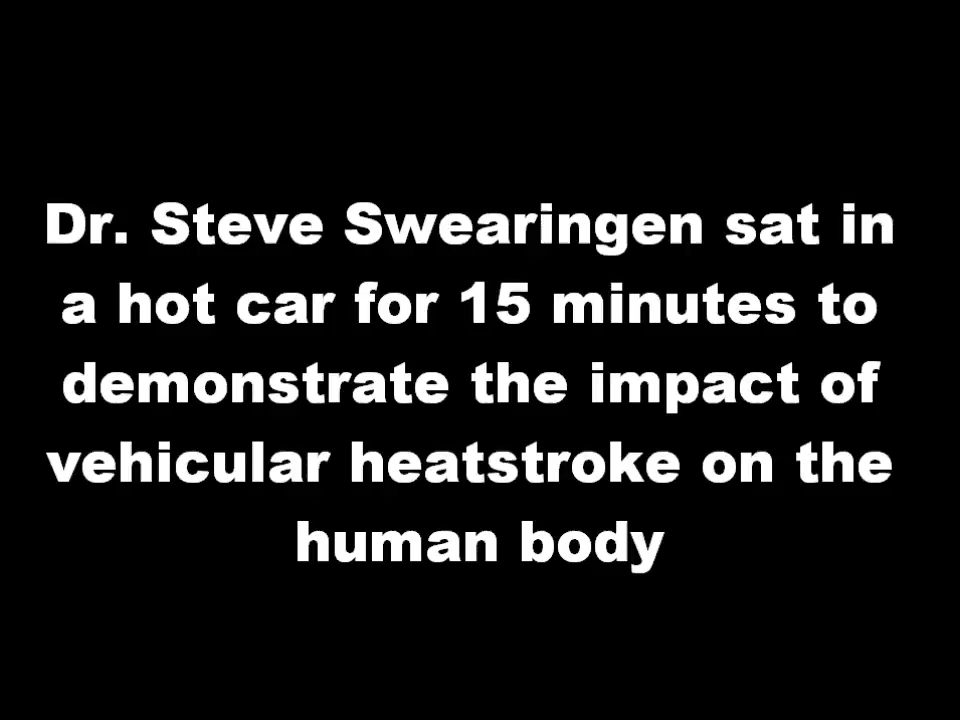 Dr. Steve Swearingen sat in
a hot car for 15 minutes to
demonstrate the impact of
vehicular heatstroke on the
human body